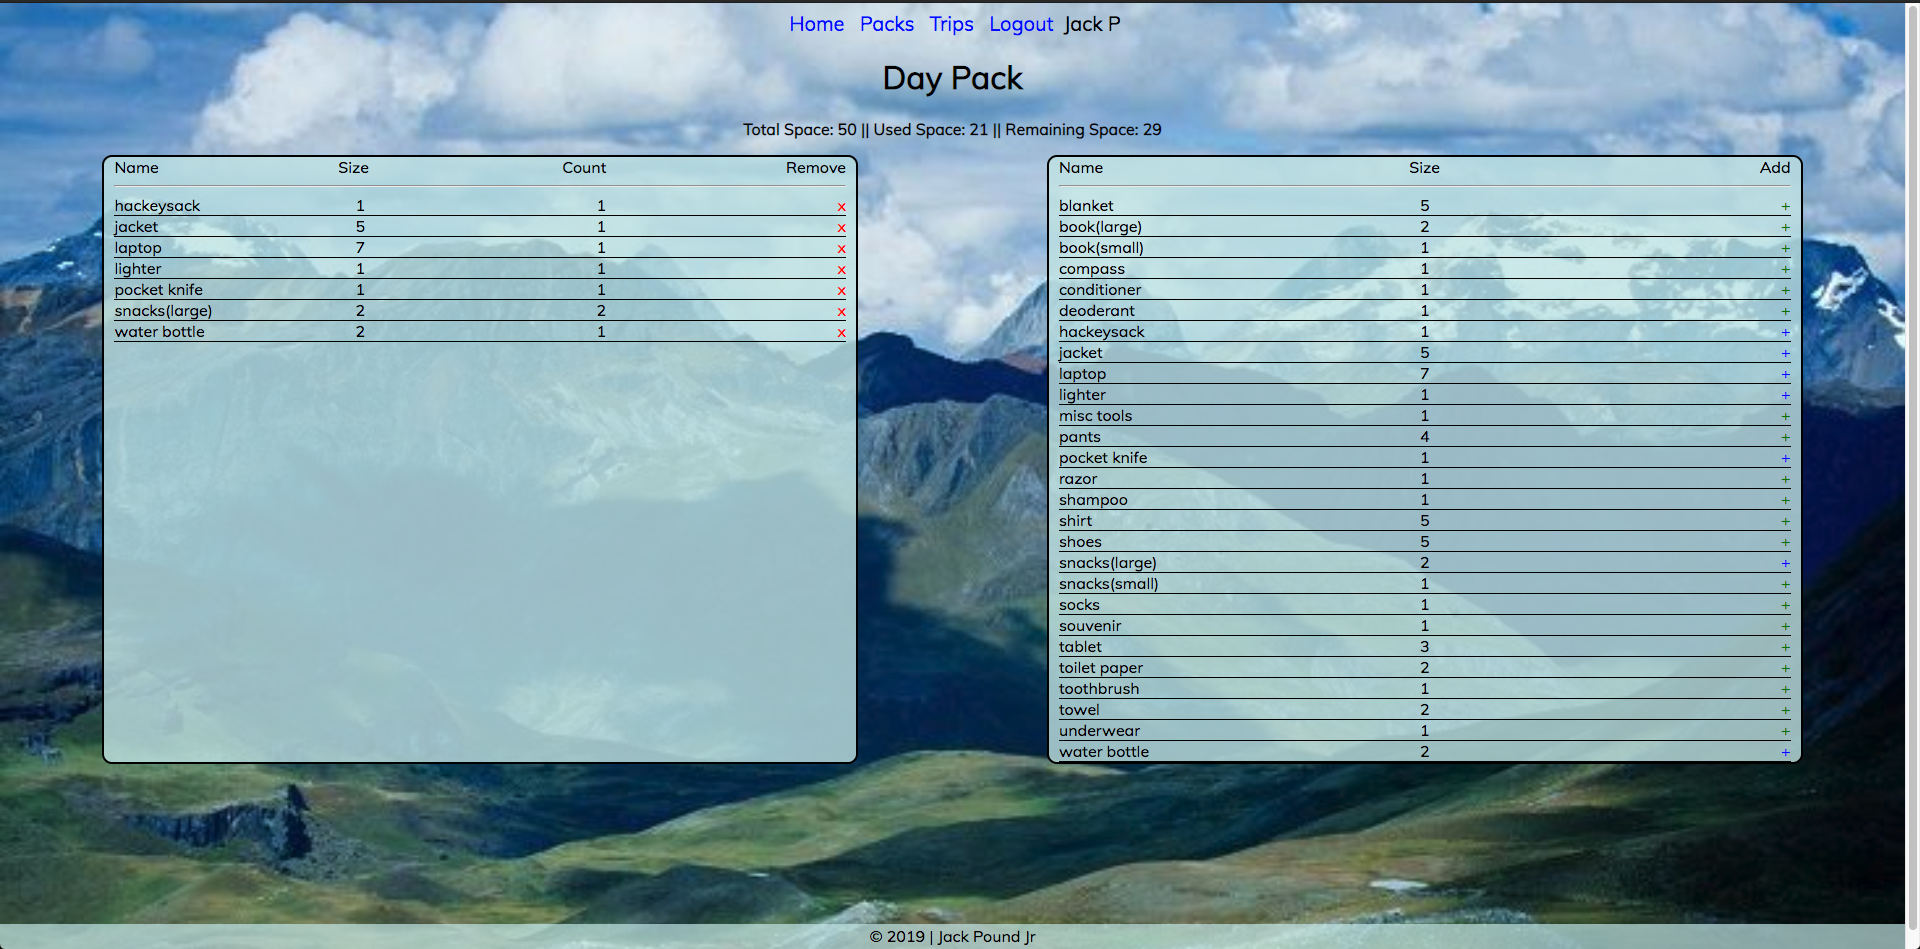 Home Packs Trips Logout Jack P
Day Pack
Total Space: 50 || Used Space: 21 || Remaining Space: 29
Name Size Count Remove
hackeysack 1 1 x
jacket 5 1 x
laptop 7 1 x
lighter 1 1 x
pocket knife 1 1 x
snacks(large) 2 2 x
water bottle 2 1 x
Name Size Add
blanket 5 +
book(large) 2 +
book(small) 1 +
compass 1 +
conditioner 1 +
deoderant 1 +
hackeysack 1 +
jacket 5 +
laptop 7 +
lighter 1 +
misc tools 1 +
pants 4 +
pocket knife 1 +
razor 1 +
shampoo 1 +
shirt 5 +
shoes 5 +
snacks(large) 2 +
snacks(small) 1 +
socks 1 +
souvenir 1 +
tablet 3 +
toilet paper 2 +
toothbrush 1 +
towel 2 +
underwear 1 +
water bottle 2 +
© 2019 | Jack Pound Jr